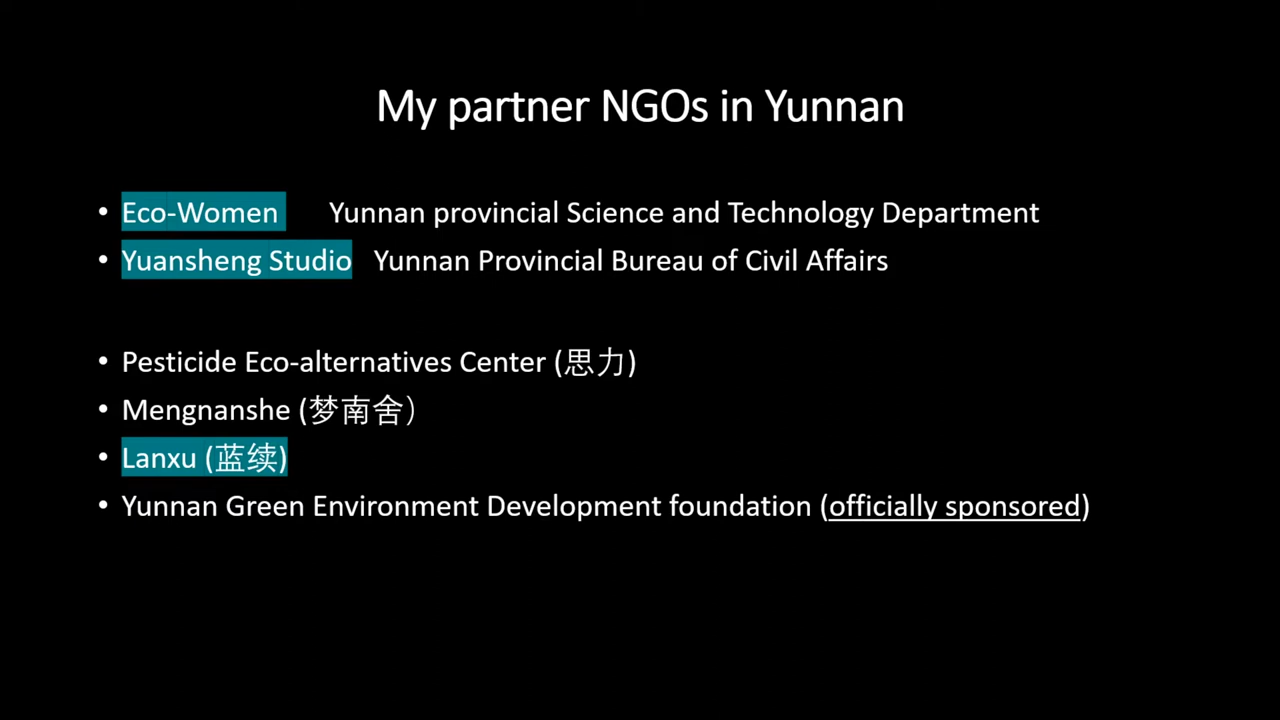 My partner NGOs in Yunnan
• Eco-Women Yunnan provincial Science and Technology Department
• Yuansheng Studio Yunnan Provincial Bureau of Civil Affairs
• Pesticide Eco-alternatives Center (思力)
• Mengnanshe (梦南舍）
• Lanxu (蓝续)
• Yunnan Green Environment Development foundation (officially sponsored)